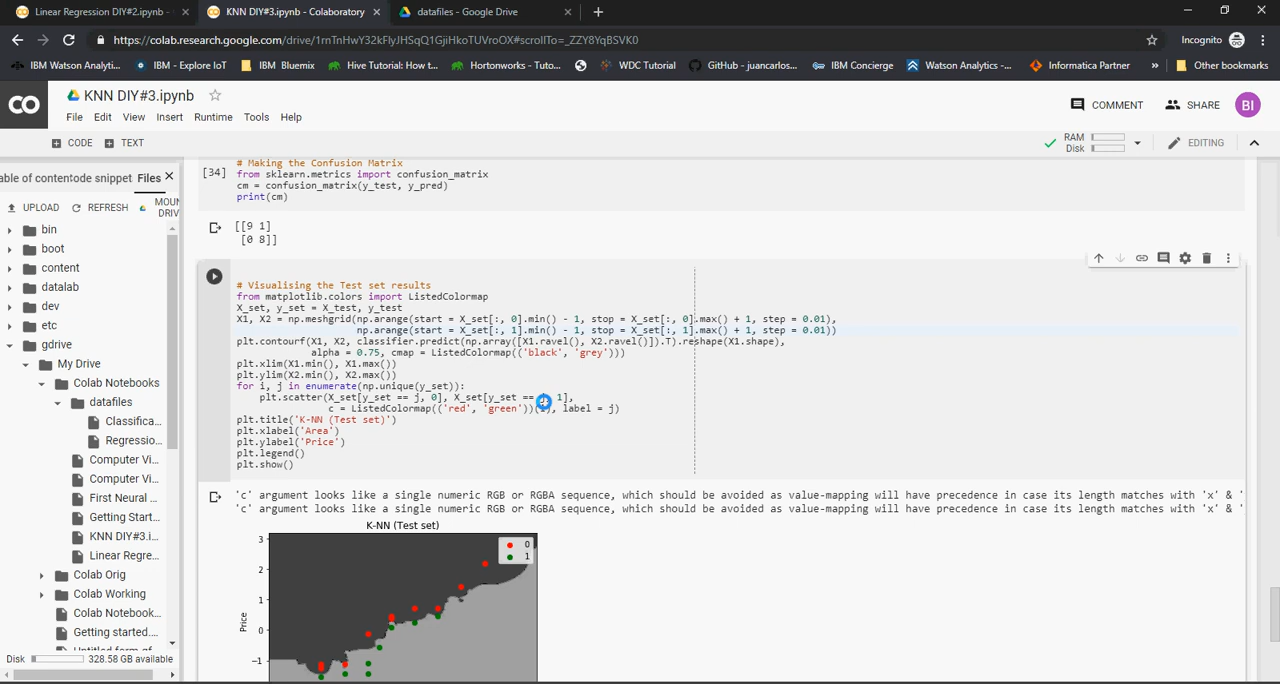 Linear Regression DIY#2.ipynb -
KNN DIY#3.ipynb - Colaboratory
datafiles - Google Drive
https://colab.research.google.com/drive/1rnTnHwY32kFlyJHSqQ1GjiHkoTUVroOX#scrollTo=_ZZY8YqBSVK0
Incognito
IBM Watson Analyti...
IBM - Explore IoT
IBM Bluemix
Hive Tutorial: How t...
Hortonworks - Tuto...
WDC Tutorial
GitHub - juancarlos...
IBM Concierge
Watson Analytics -...
Informatica Partner
»
Other bookmarks
CO
KNN DIY#3.ipynb
COMMENT
SHARE
BI
File Edit View Insert Runtime Tools Help
CODE
TEXT
RAM
Disk
EDITING
able of content
ode snippet
Files
UPLOAD
REFRESH
MOUN
DRIV
bin
boot
content
datalab
dev
etc
gdrive
My Drive
Colab Notebooks
datafiles
Classifica...
Regressio...
Computer Vi...
Computer Vi...
First Neural ...
Getting Start...
KNN DIY#3.i...
Linear Regre...
Colab Orig
Colab Working
Colab Notebook...
Getting started....
Disk
328.58 GB available
# Making the Confusion Matrix
[34] from sklearn.metrics import confusion_matrix
cm = confusion_matrix(y_test, y_pred)
print(cm)
[[9 1]
[0 8]]
# Visualising the Test set results
from matplotlib.colors import ListedColormap
X_set, y_set = X_test, y_test
X1, X2 = np.meshgrid(np.arange(start = X_set[:, 0].min() - 1, stop = X_set[:, 0].max() + 1, step = 0.01),
np.arange(start = X_set[:, 1].min() - 1, stop = X_set[:, 1].max() + 1, step = 0.01))
plt.contourf(X1, X2, classifier.predict(np.array([X1.ravel(), X2.ravel()]).T).reshape(X1.shape),
alpha = 0.75, cmap = ListedColormap(('black', 'grey')))
plt.xlim(X1.min(), X1.max())
plt.ylim(X2.min(), X2.max())
for i, j in enumerate(np.unique(y_set)):
plt.scatter(X_set[y_set == j, 0], X_set[y_set == 1],
c = ListedColormap(('red', 'green'))(i), label = j)
plt.title('K-NN (Test set)')
plt.xlabel('Area')
plt.ylabel('Price')
plt.legend()
plt.show()
'c' argument looks like a single numeric RGB or RGBA sequence, which should be avoided as value-mapping will have precedence in case its length matches with 'x' & '
'c' argument looks like a single numeric RGB or RGBA sequence, which should be avoided as value-mapping will have precedence in case its length matches with 'x' & '
K-NN (Test set)
3
2
1
0
−1
Price
0
1